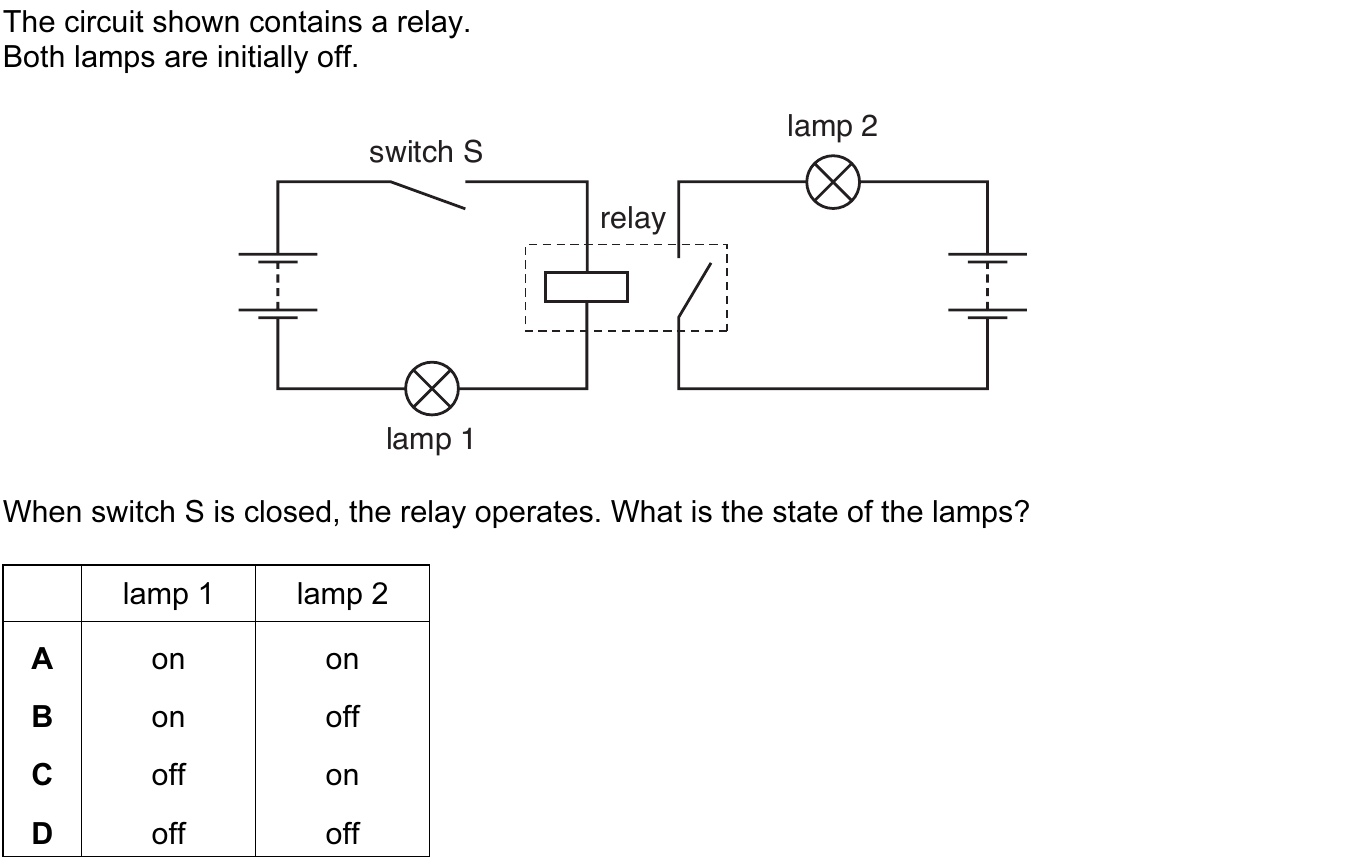 The circuit shown contains a relay.
Both lamps are initially off.
lamp 2
switch S
relay
lamp 1
When switch S is closed, the relay operates. What is the state of the lamps?
lamp 1 lamp 2
A on on
B on off
C off on
D off off